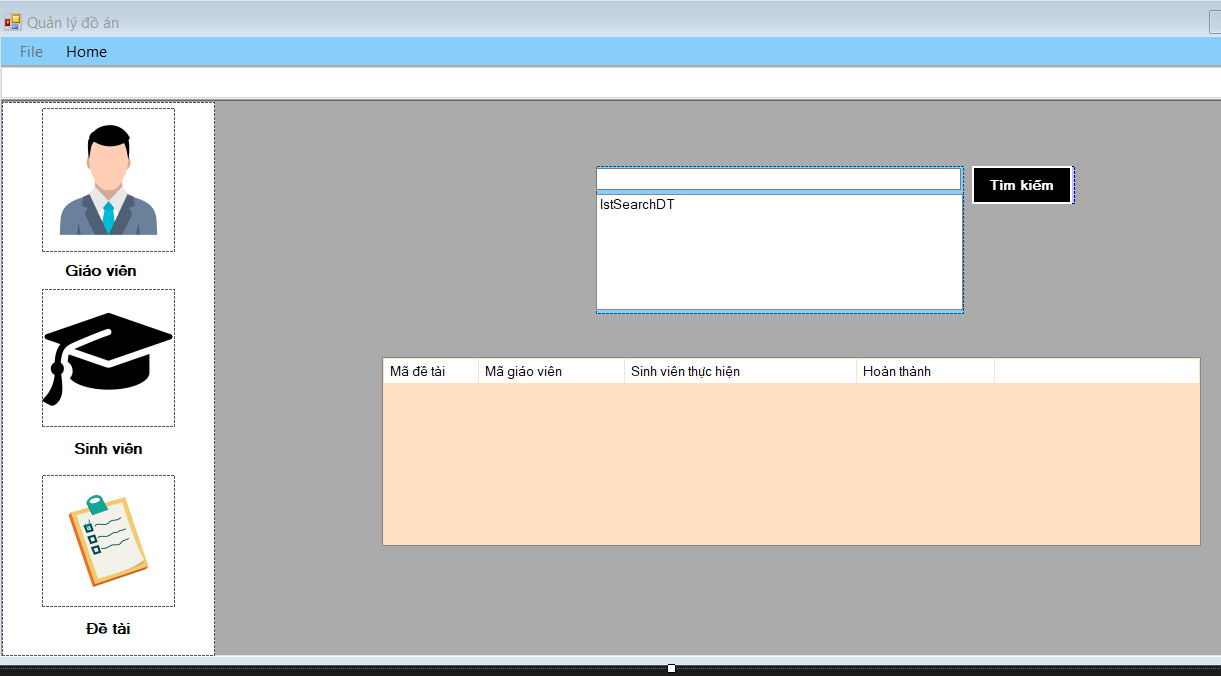 Quản lý đồ án
File Home
Tìm kiếm
lstSearchDT
Giáo viên
Mã đề tài Mã giáo viên Sinh viên thực hiện Hoàn thành
Sinh viên
Đề tài